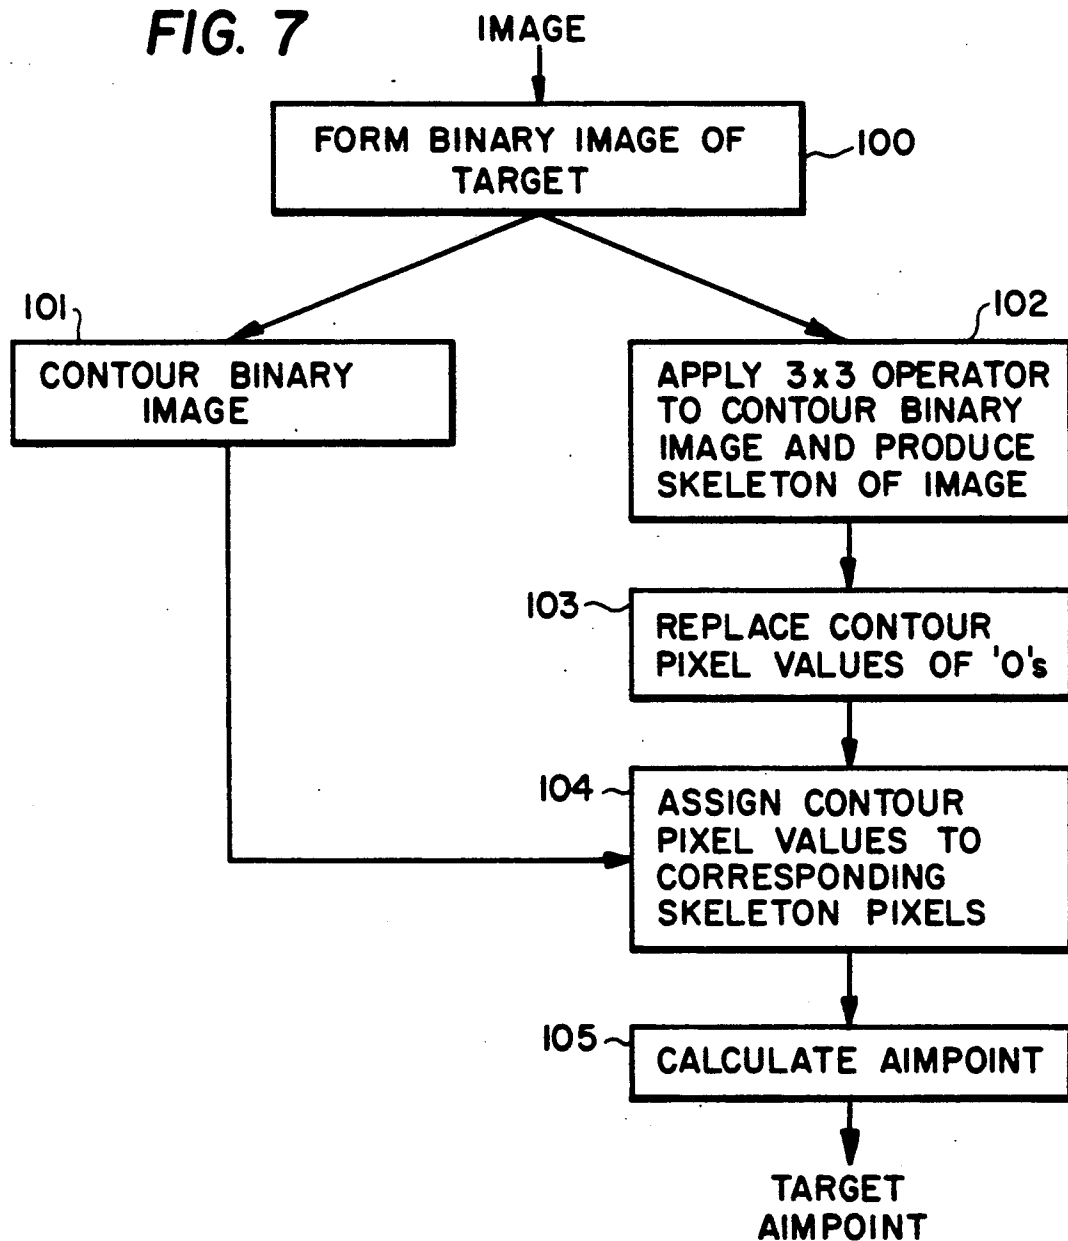 FIG. 7
IMAGE
FORM BINARY IMAGE OF
TARGET
100
101
CONTOUR BINARY
IMAGE
102
APPLY 3x3 OPERATOR
TO CONTOUR BINARY
IMAGE AND PRODUCE
SKELETON OF IMAGE
103
REPLACE CONTOUR
PIXEL VALUES OF 'O's
104
ASSIGN CONTOUR
PIXEL VALUES TO
CORRESPONDING
SKELETON PIXELS
105
CALCULATE AIMPOINT
TARGET
AIMPOINT